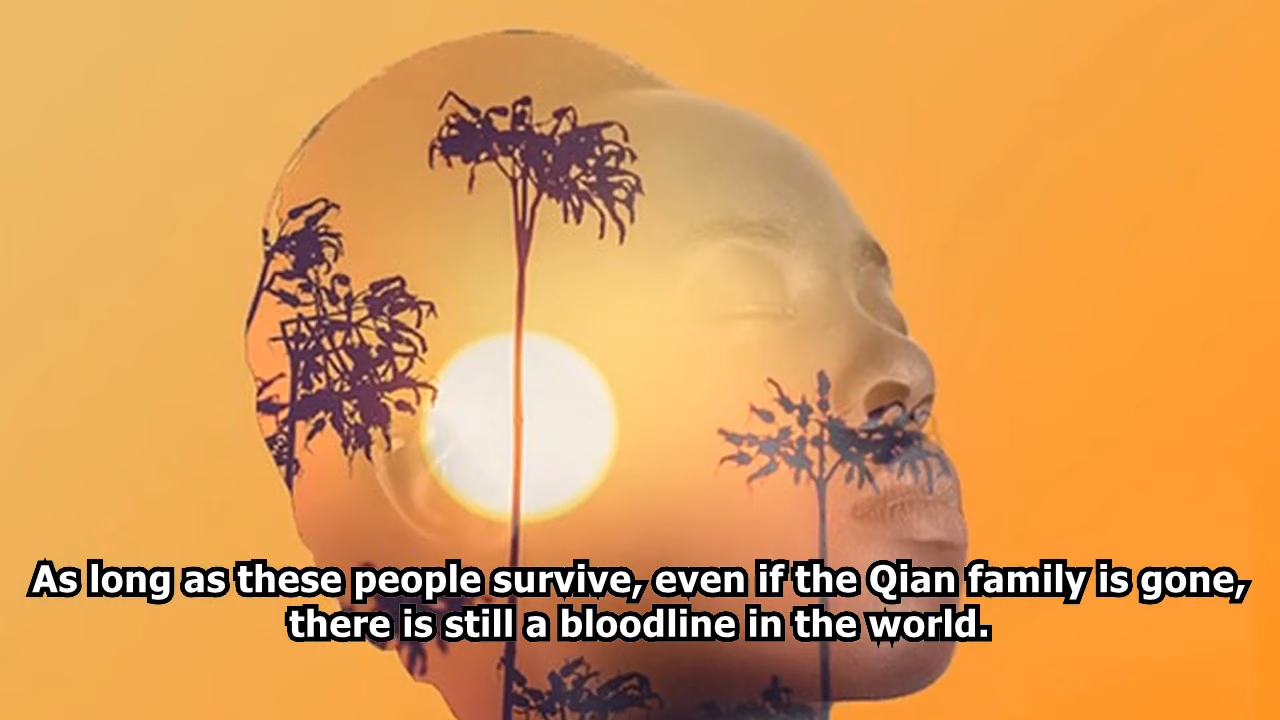 As long as these people survive, even if the Qian family is gone,
there is still a bloodline in the world.